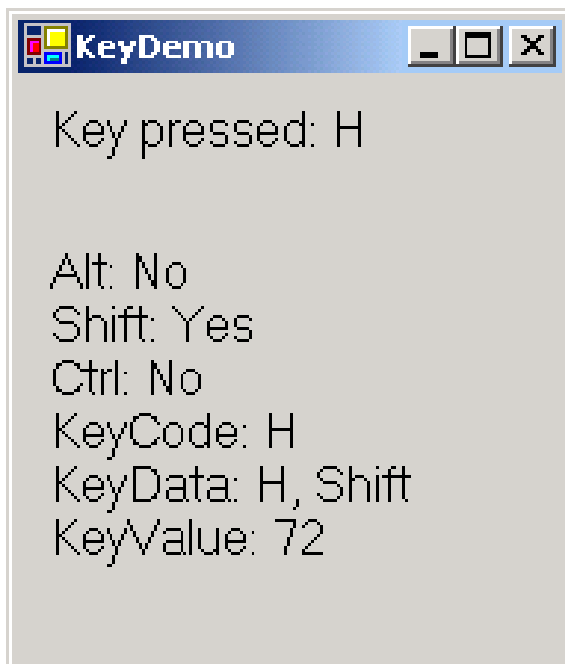 KeyDemo
Key pressed: H
Alt: No
Shift: Yes
Ctrl: No
KeyCode: H
KeyData: H, Shift
KeyValue: 72